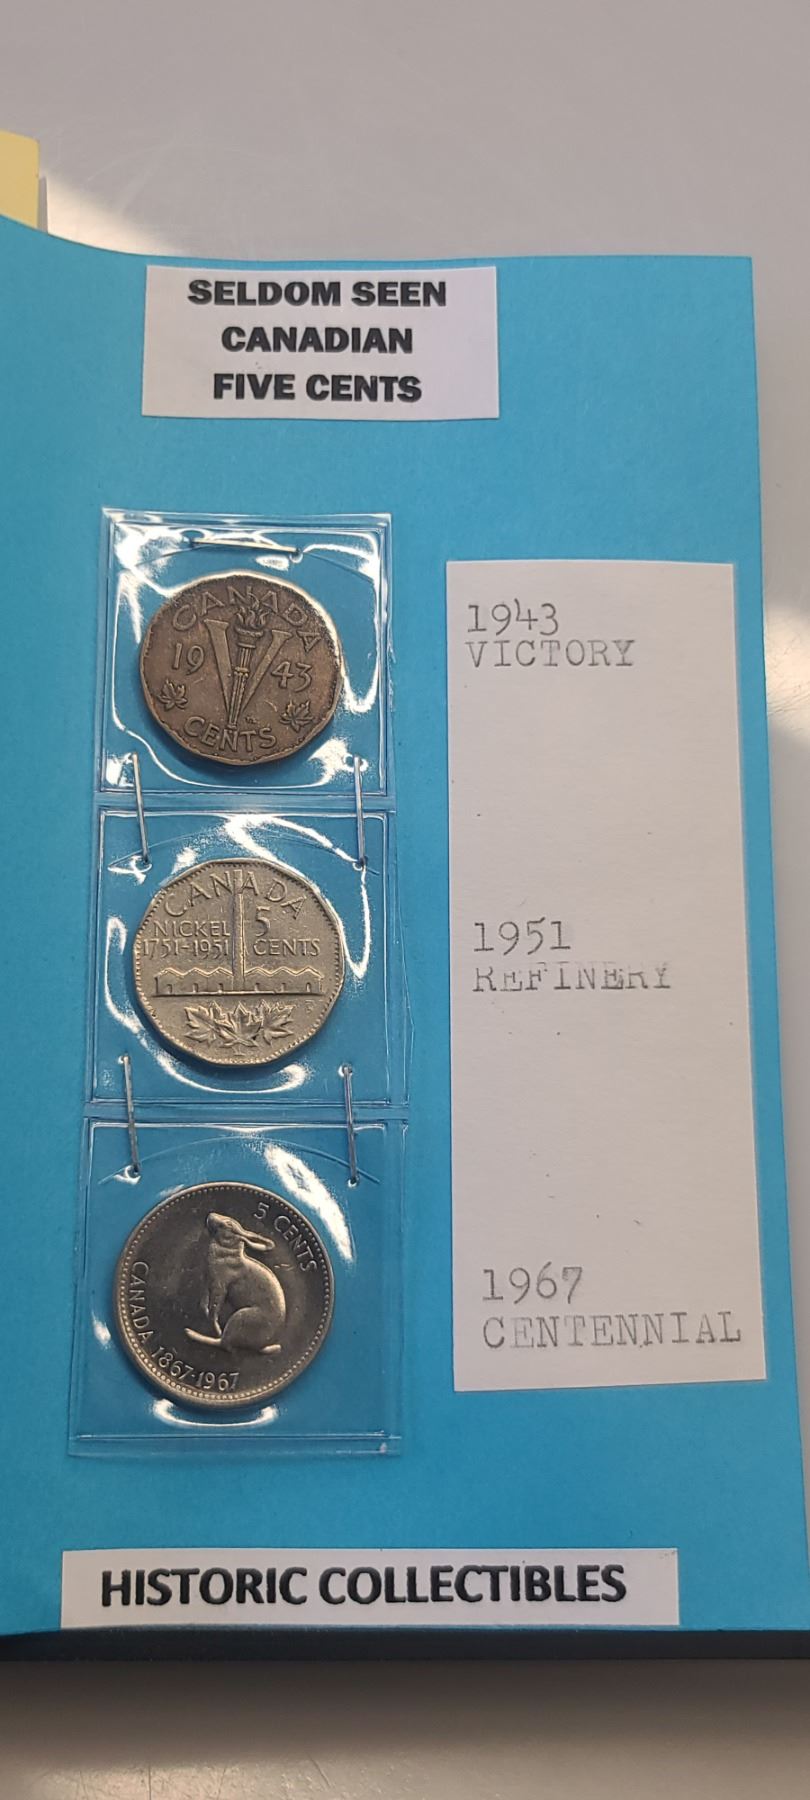 SELDOM SEEN
CANADIAN
FIVE CENTS
CANADA
19 43
CENTS
1943
VICTORY
CANADA
NICKEL 5
1751-1951 CENTS
1951
REFINERY
5 CENTS
CANADA 1867·1967
1967
CENTENNIAL
HISTORIC COLLECTIBLES